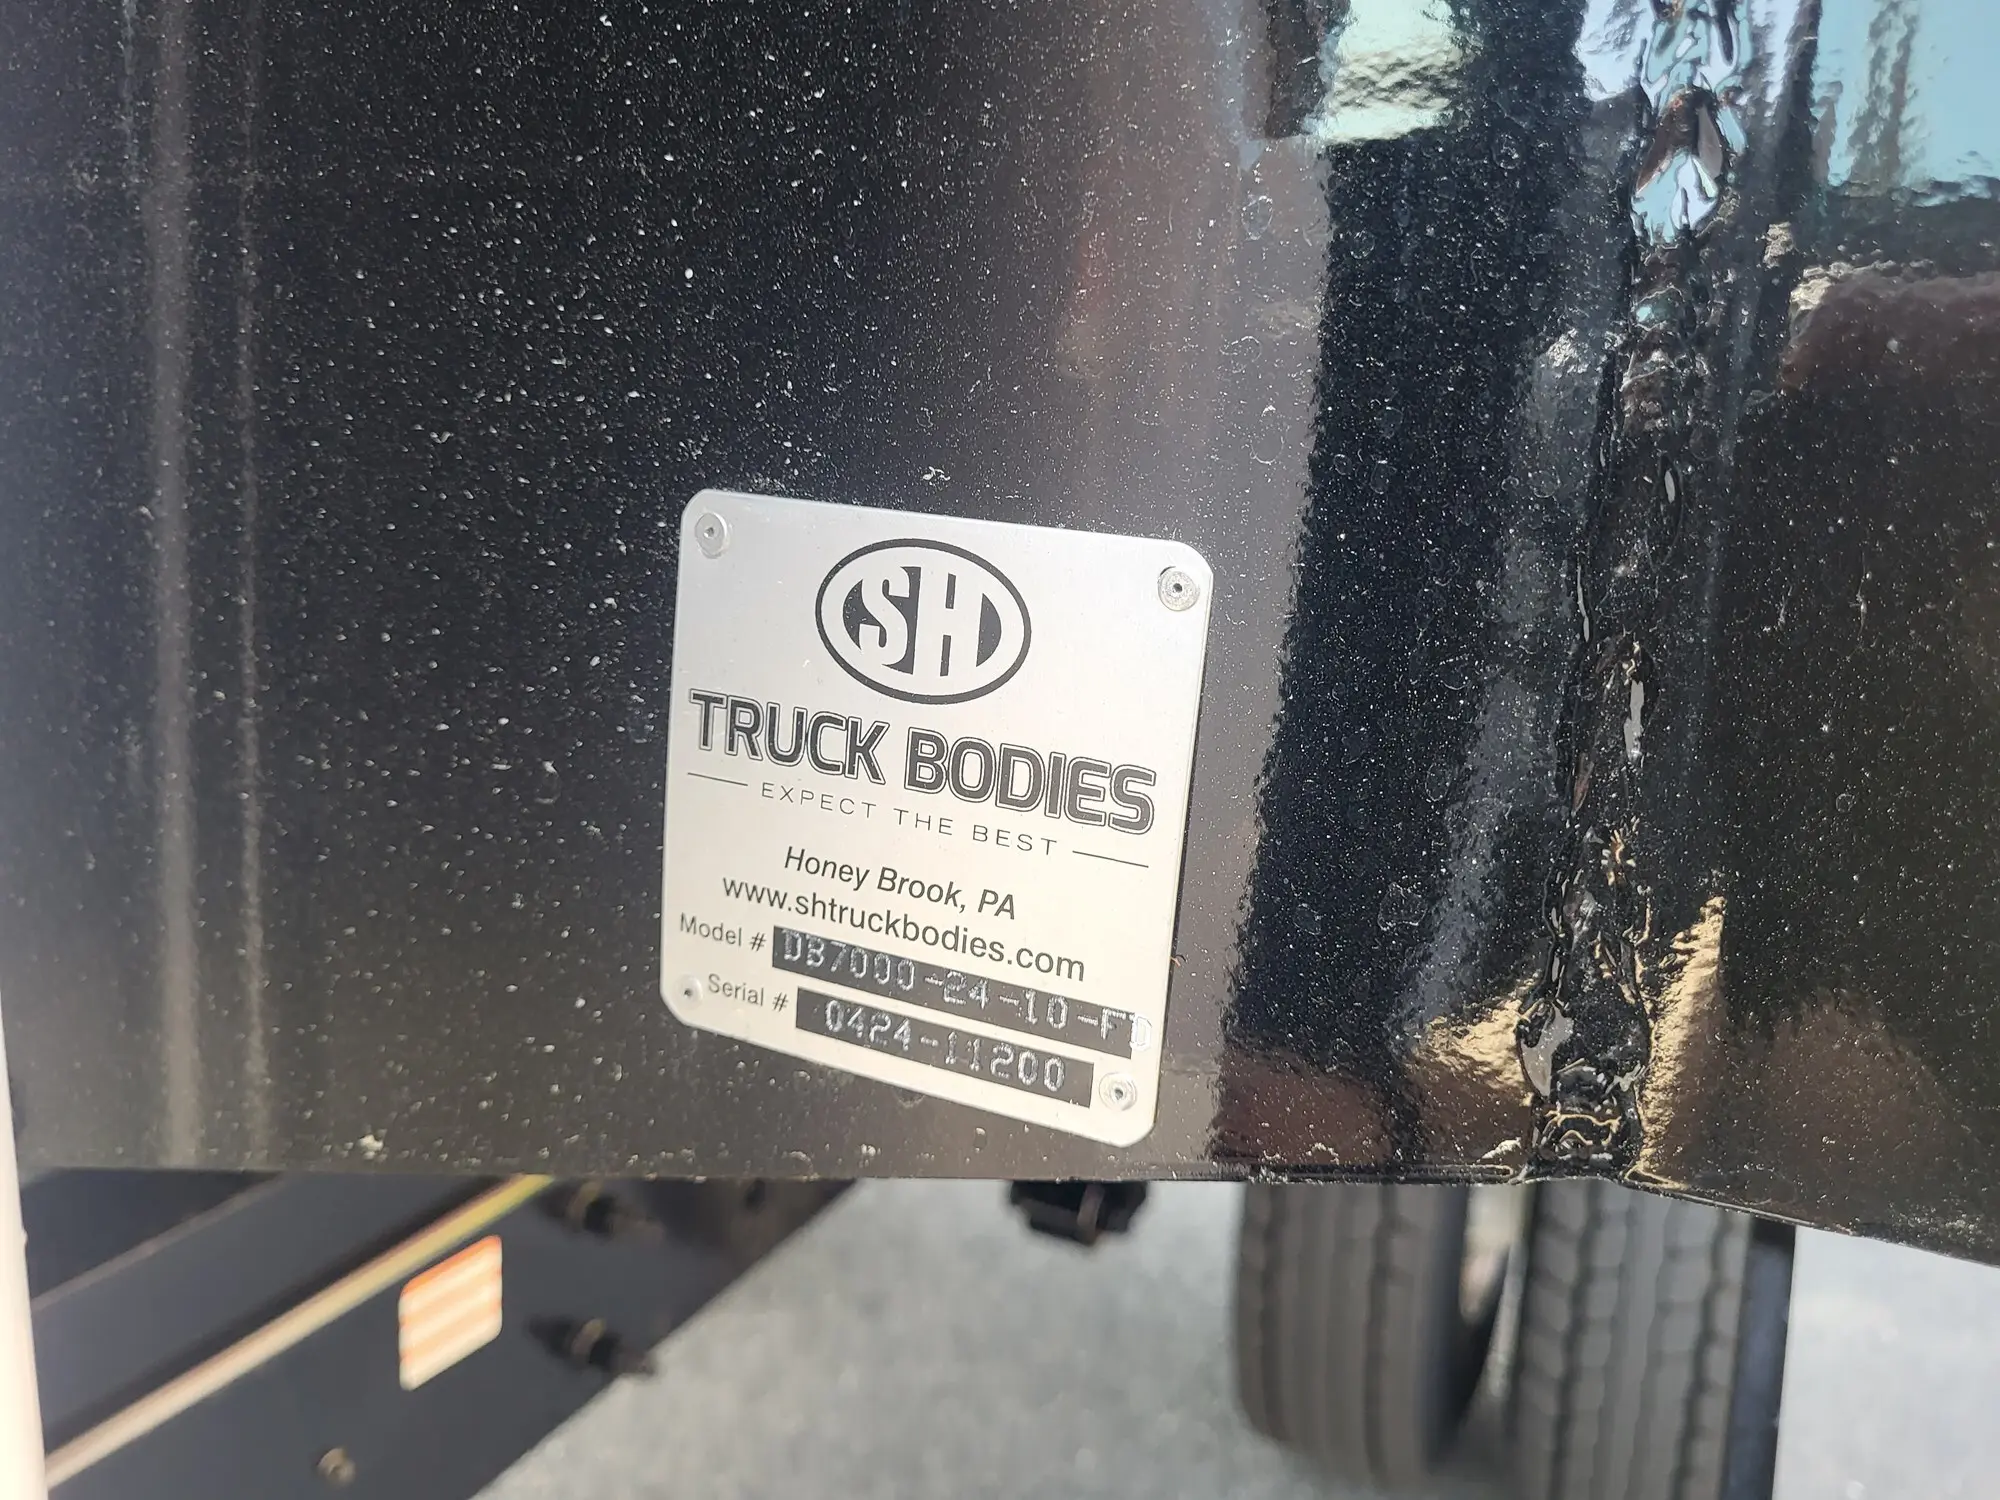 SH
TRUCK BODIES
EXPECT THE BEST
Honey Brook, PA
www.shtruckbodies.com
Model # DB7000-24-10-FD
Serial # 0424-11200